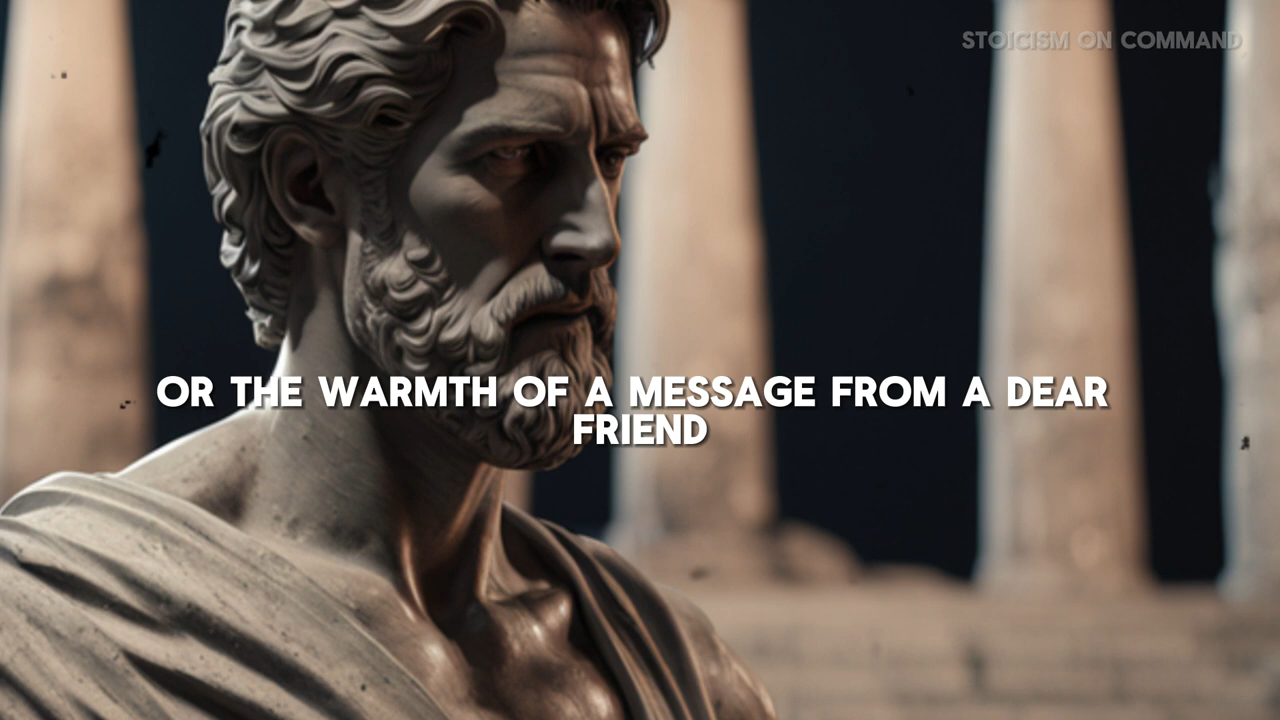 STOICISM ON COMMAND
OR THE WARMTH OF A MESSAGE FROM A DEAR
FRIEND